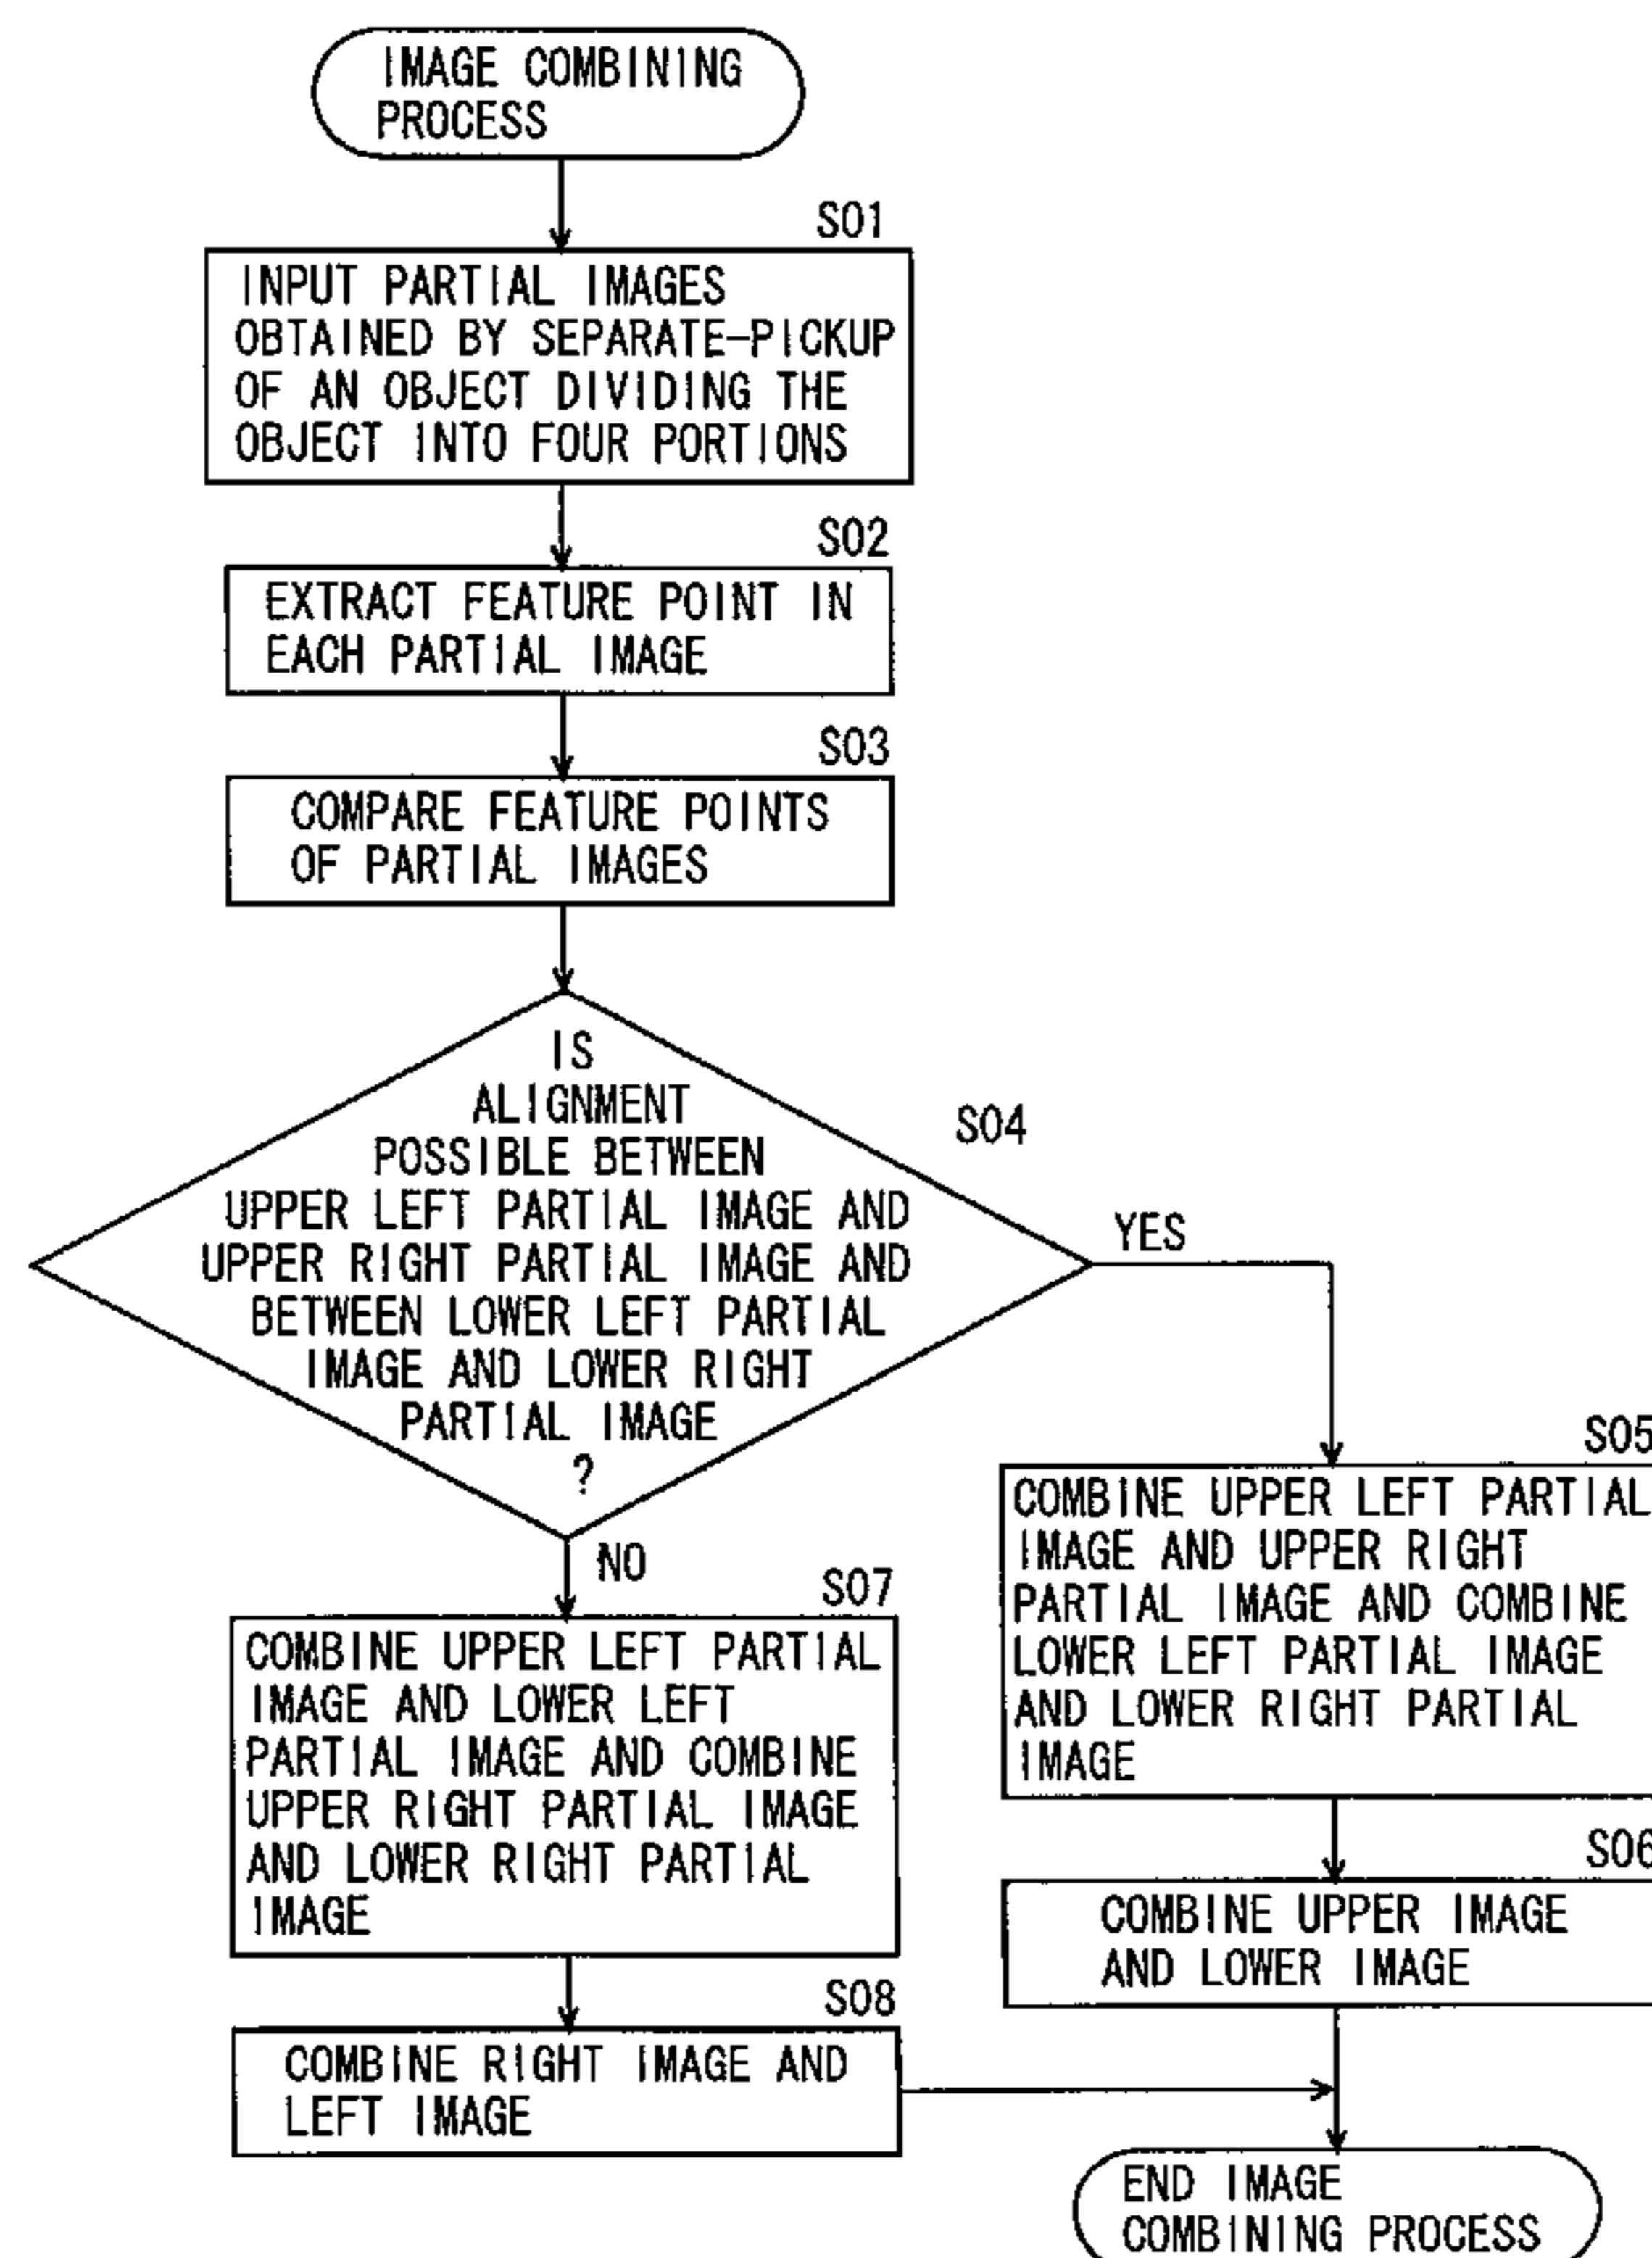 IMAGE COMBINING
PROCESS
S01
INPUT PARTIAL IMAGES
OBTAINED BY SEPARATE-PICKUP
OF AN OBJECT DIVIDING THE
OBJECT INTO FOUR PORTIONS
S02
EXTRACT FEATURE POINT IN
EACH PARTIAL IMAGE
S03
COMPARE FEATURE POINTS
OF PARTIAL IMAGES
S04
IS
ALIGNMENT
POSSIBLE BETWEEN
UPPER LEFT PARTIAL IMAGE AND
UPPER RIGHT PARTIAL IMAGE AND
BETWEEN LOWER LEFT PARTIAL
IMAGE AND LOWER RIGHT
PARTIAL IMAGE
?
YES
S05
COMBINE UPPER LEFT PARTIAL
IMAGE AND UPPER RIGHT
PARTIAL IMAGE AND COMBINE
LOWER LEFT PARTIAL IMAGE
AND LOWER RIGHT PARTIAL
IMAGE
S06
COMBINE UPPER IMAGE
AND LOWER IMAGE
NO
S07
COMBINE UPPER LEFT PARTIAL
IMAGE AND LOWER LEFT
PARTIAL IMAGE AND COMBINE
UPPER RIGHT PARTIAL IMAGE
AND LOWER RIGHT PARTIAL
IMAGE
S08
COMBINE RIGHT IMAGE AND
LEFT IMAGE
END IMAGE
COMBINING PROCESS